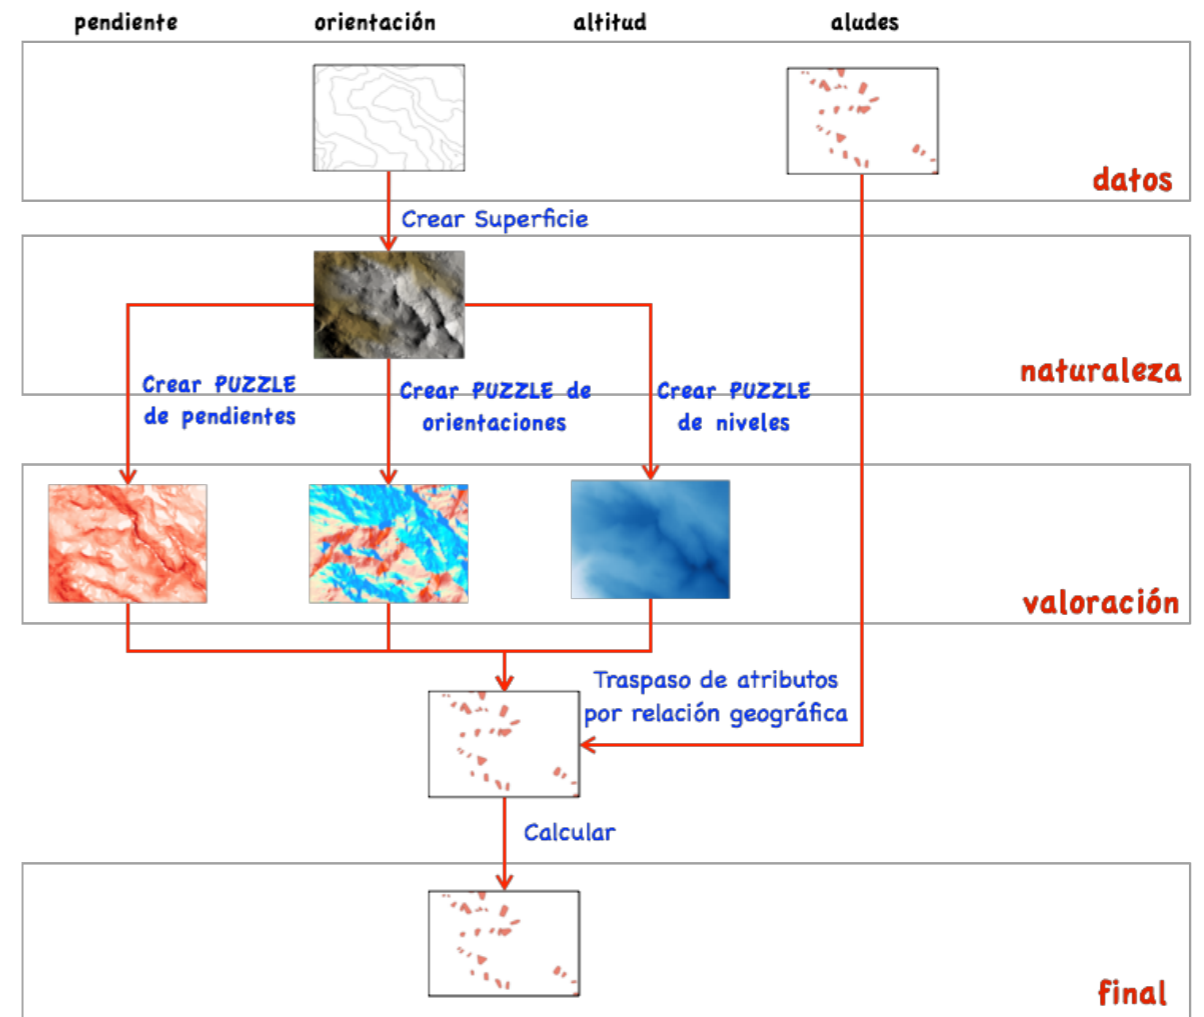 pendiente
orientación
altitud
aludes
datos
Crear Superficie
naturaleza
Crear PUZZLE
de pendientes
Crear PUZZLE de
orientaciones
Crear PUZZLE
de niveles
valoración
Traspaso de atributos
por relación geográfica
Calcular
final